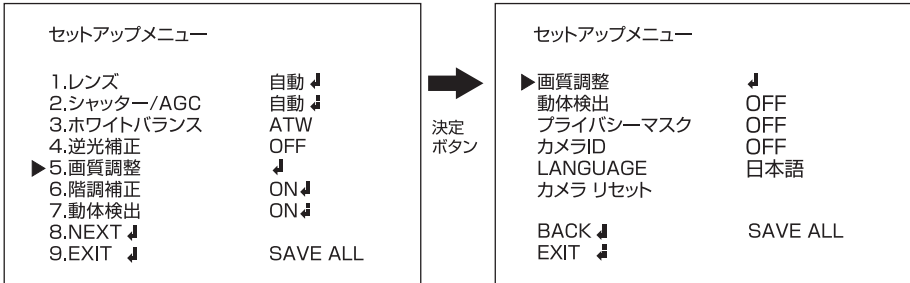 セットアップメニュー
1.レンズ 自動 ↲
2.シャッター/AGC 自動 ↲
3.ホワイトバランス ATW
4.逆光補正 OFF
▶5.画質調整 ↲
6.階調補正 ON↲
7.動体検出 ON↲
8.NEXT ↲
9.EXIT ↲ SAVE ALL
決定
ボタン
セットアップメニュー
▶画質調整 ↲
動体検出 OFF
プライバシーマスク OFF
カメラID OFF
LANGUAGE 日本語
カメラ リセット
BACK ↲ SAVE ALL
EXIT ↲